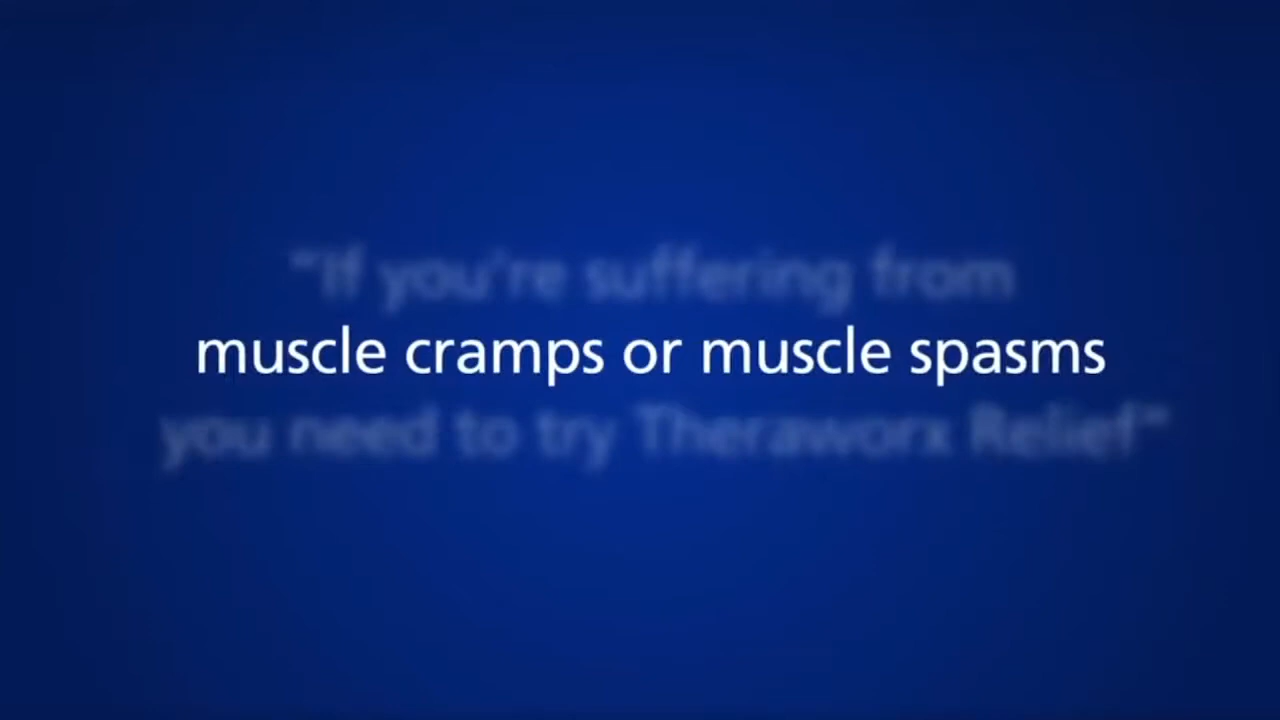 "If you're suffering from
muscle cramps or muscle spasms
you need to try Theraworx Relief"